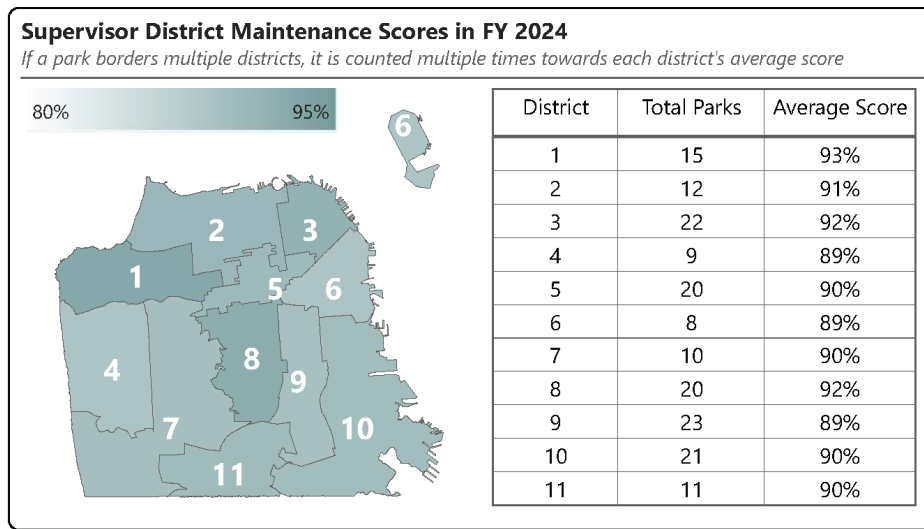 Supervisor District Maintenance Scores in FY 2024
If a park borders multiple districts, it is counted multiple times towards each district's average score
80% 95%
6
2
3
1
5
6
4
8
9
7
10
11
District Total Parks Average Score
1 15 93%
2 12 91%
3 22 92%
4 9 89%
5 20 90%
6 8 89%
7 10 90%
8 20 92%
9 23 89%
10 21 90%
11 11 90%